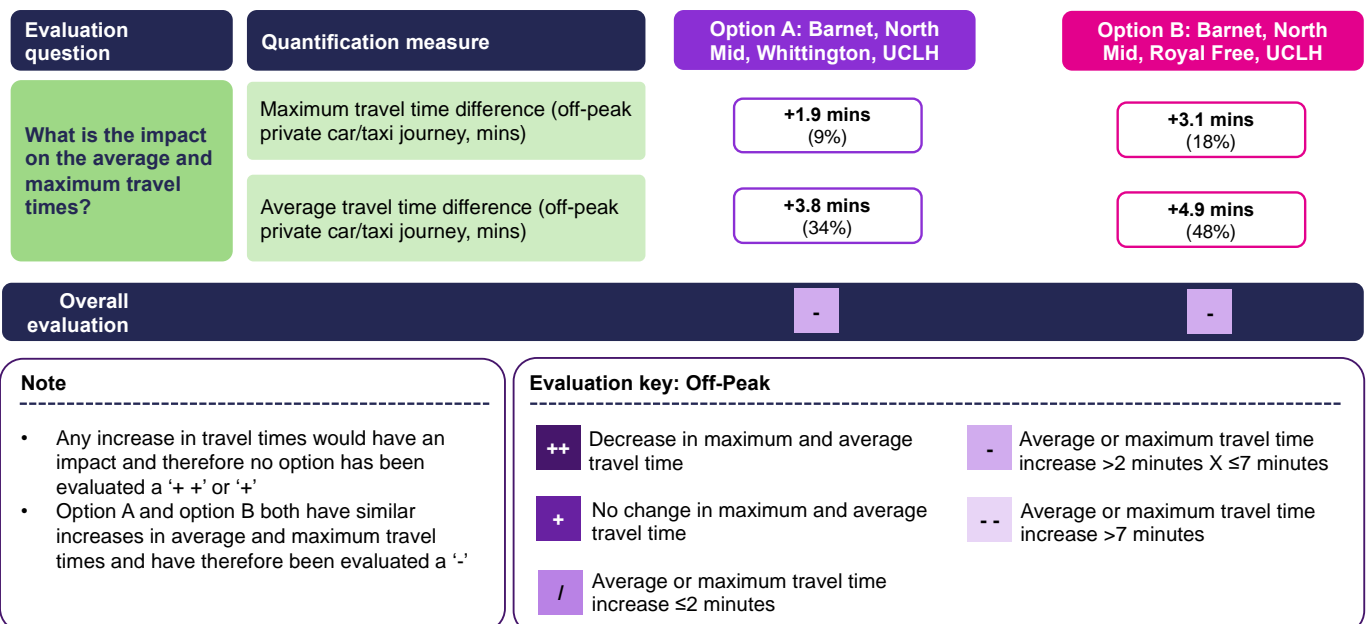 Evaluation
question
Quantification measure
Option A: Barnet, North
Mid, Whittington, UCLH
Option B: Barnet, North
Mid, Royal Free, UCLH
What is the impact
on the average and
maximum travel
times?
Maximum travel time difference (off-peak
private car/taxi journey, mins)
+1.9 mins
(9%)
+3.1 mins
(18%)
Average travel time difference (off-peak
private car/taxi journey, mins)
+3.8 mins
(34%)
+4.9 mins
(48%)
Overall
evaluation
-
-
Note
• Any increase in travel times would have an
impact and therefore no option has been
evaluated a ‘+ +’ or ‘+’
• Option A and option B both have similar
increases in average and maximum travel
times and have therefore been evaluated a ‘-’
Evaluation key: Off-Peak
++ Decrease in maximum and average
travel time
+ No change in maximum and average
travel time
/ Average or maximum travel time
increase ≤2 minutes
- Average or maximum travel time
increase >2 minutes X ≤7 minutes
- - Average or maximum travel time
increase >7 minutes